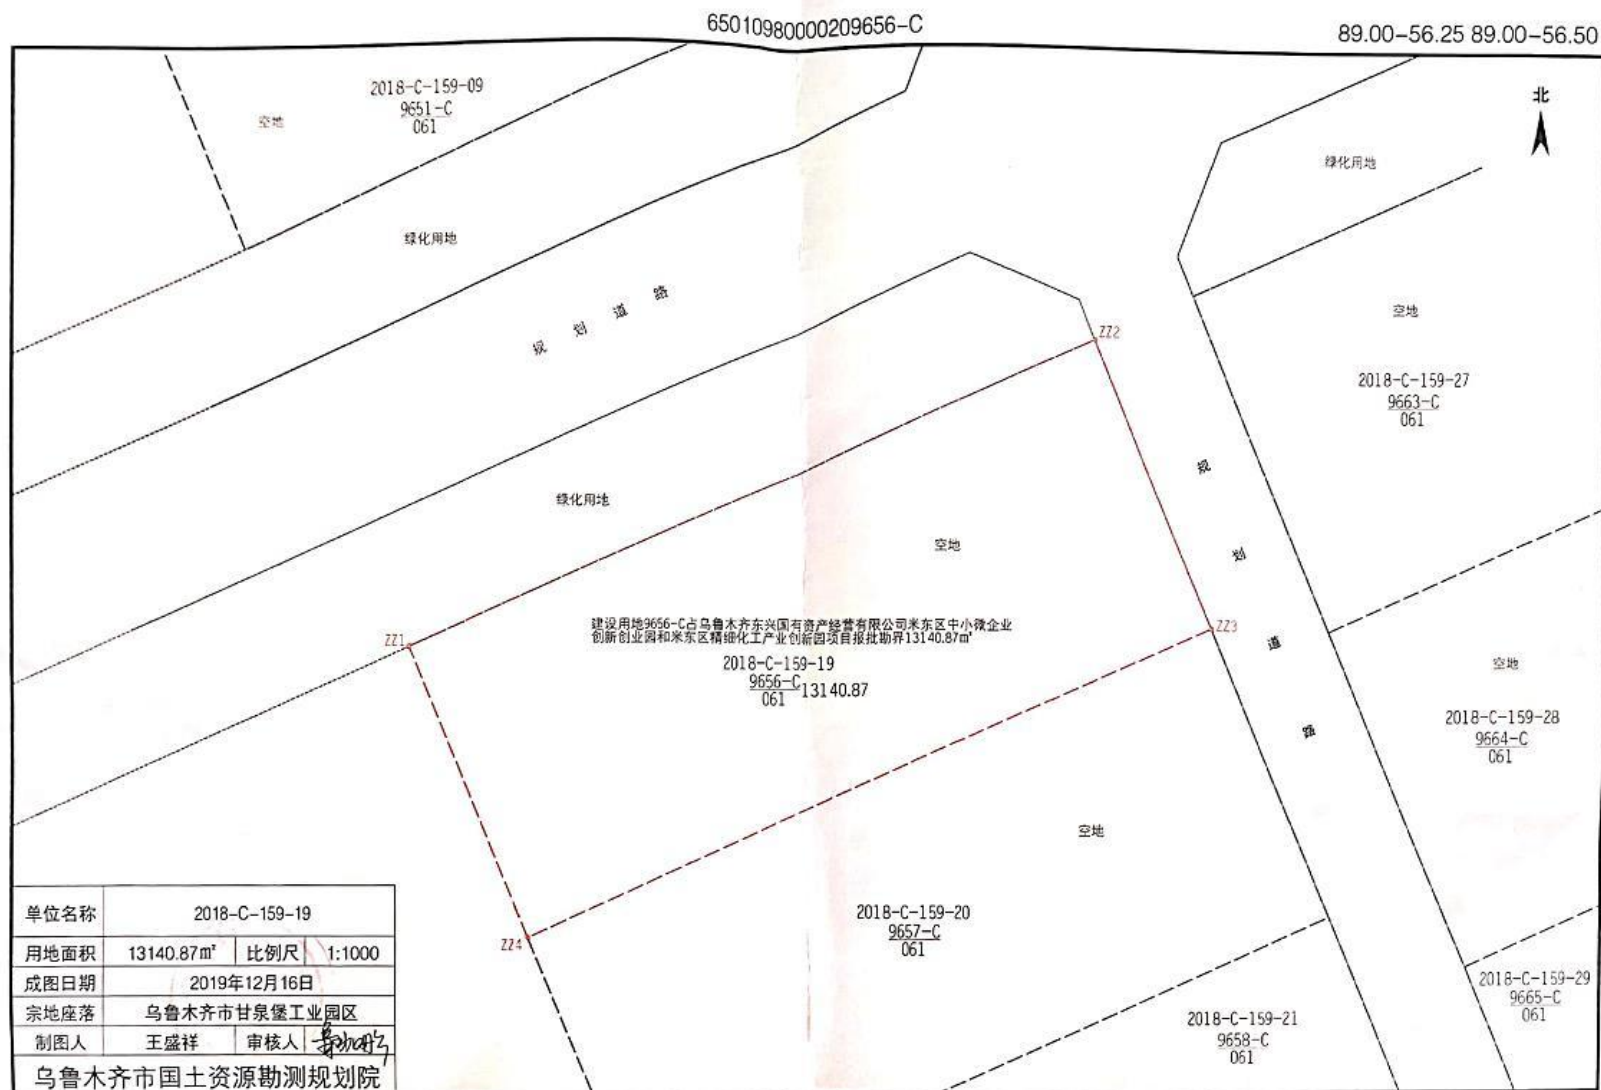 65010980000209656-C
89.00-56.25 89.00-56.50
2018-C-159-09
9651-C
061
空地
北
绿化用地
绿化用地
规划道路
空地
ZZ2
2018-C-159-27
9663-C
061
规划道路
绿化用地
空地
建设用地9656-C占乌鲁木齐东兴国有资产经营有限公司米东区中小微企业
创新创业园和米东区精细化工产业创新园项目报批勘界13140.87㎡
ZZ1
ZZ3
2018-C-159-19
9656-C
061
13140.87
空地
2018-C-159-28
9664-C
061
空地
2018-C-159-20
9657-C
061
ZZ4
2018-C-159-29
9665-C
061
2018-C-159-21
9658-C
061
单位名称 2018-C-159-19
用地面积 13140.87㎡ 比例尺 1:1000
成图日期 2019年12月16日
宗地座落 乌鲁木齐市甘泉堡工业园区
制图人 王盛祥 审核人
乌鲁木齐市国土资源勘测规划院